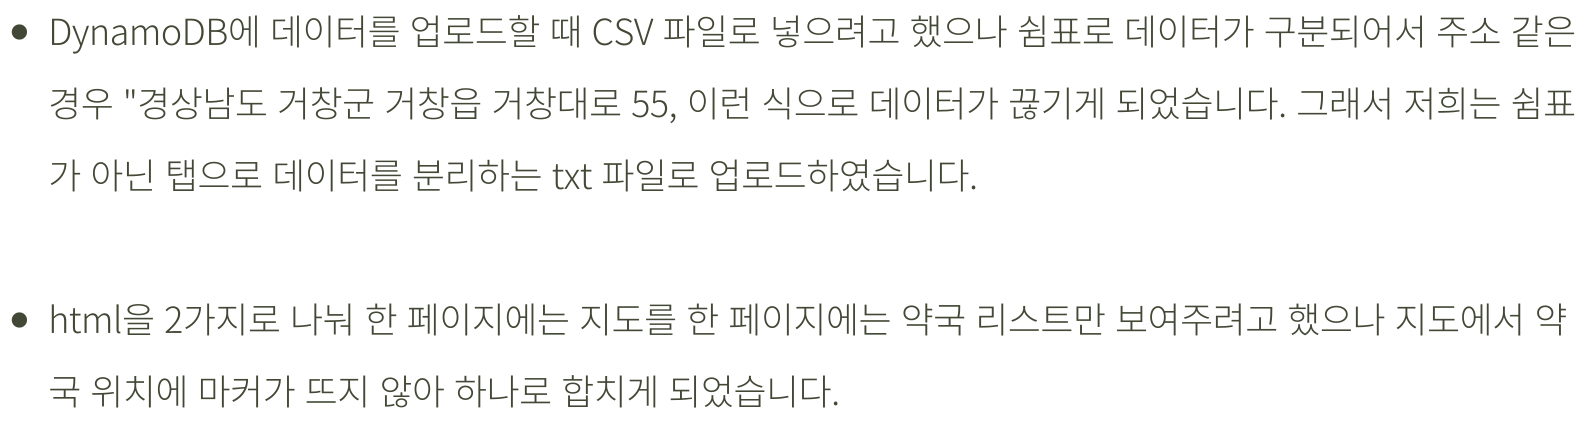 ● DynamoDB에 데이터를 업로드할 때 CSV 파일로 넣으려고 했으나 쉼표로 데이터가 구분되어서 주소 같은
경우 "경상남도 거창군 거창읍 거창대로 55, 이런 식으로 데이터가 끊기게 되었습니다. 그래서 저희는 쉼표
가 아닌 탭으로 데이터를 분리하는 txt 파일로 업로드하였습니다.
● html을 2가지로 나눠 한 페이지에는 지도를 한 페이지에는 약국 리스트만 보여주려고 했으나 지도에서 약
국 위치에 마커가 뜨지 않아 하나로 합치게 되었습니다.